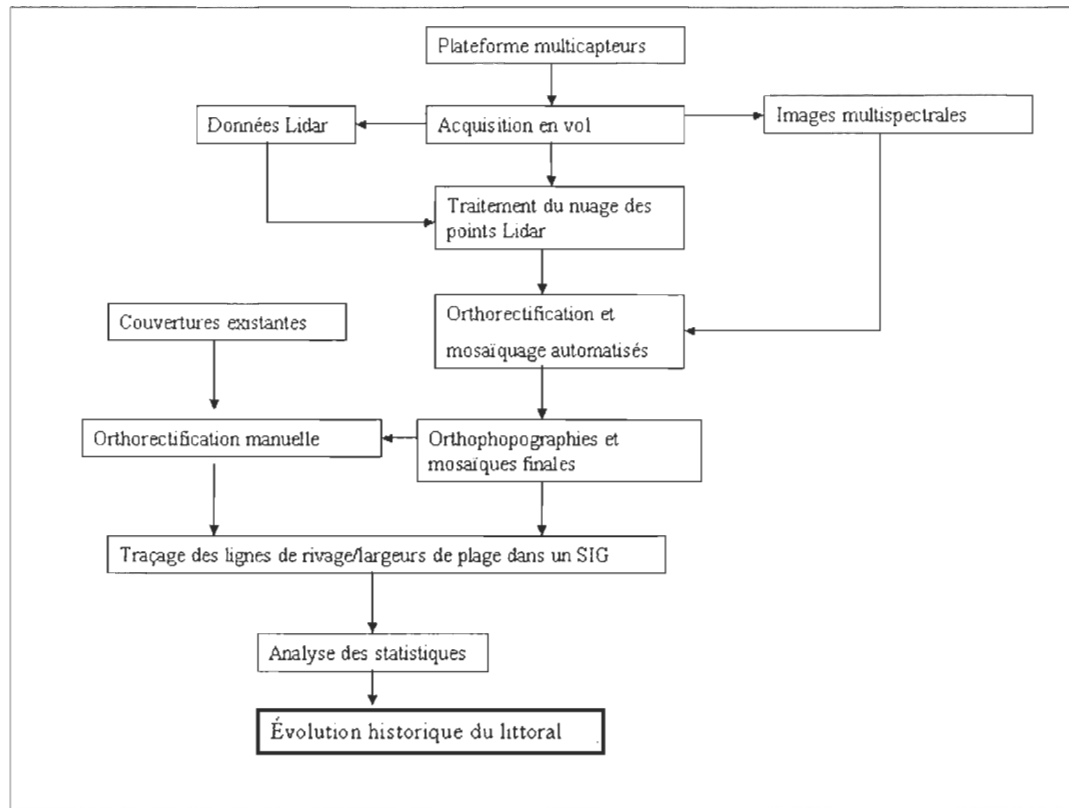 Plateforme multicapteurs
Données Lidar
Acquisition en vol
Images multispectrales
Traitement du nuage des
points Lidar
Couvertures existantes
Orthorectification et
mosaïquage automatisés
Orthorectification manuelle
Orthophopographies et
mosaïques finales
Traçage des lignes de rivage/largeurs de plage dans un SIG
Analyse des statistiques
Évolution historique du littoral